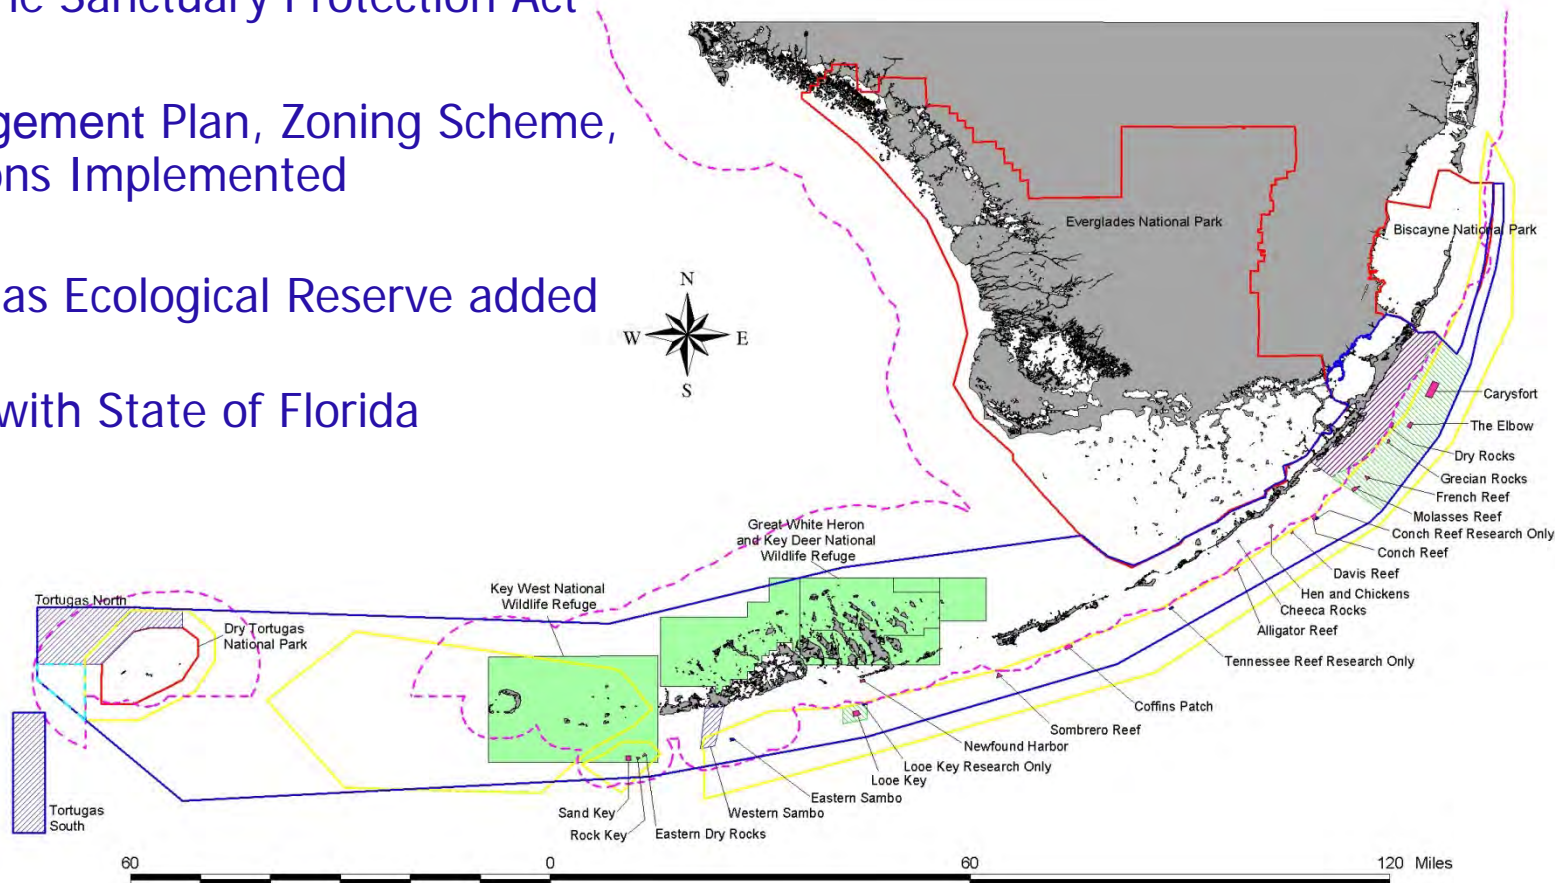 ne Sanctuary Protection Act
gement Plan, Zoning Scheme,
ons Implemented
as Ecological Reserve added
with State of Florida
N
W
E
S
Everglades National Park
Biscayne National Park
Carysfort
The Elbow
Dry Rocks
Grecian Rocks
French Reef
Molasses Reef
Conch Reef Research Only
Conch Reef
Davis Reef
Hen and Chickens
Cheeca Rocks
Alligator Reef
Tennessee Reef Research Only
Coffins Patch
Sombrero Reef
Newfound Harbor
Looe Key Research Only
Looe Key
Eastern Sambo
Western Sambo
Eastern Dry Rocks
Rock Key
Sand Key
Great White Heron
and Key Deer National
Wildlife Refuge
Key West National
Wildlife Refuge
Tortugas North
Dry Tortugas
National Park
Tortugas
South
60
0
60
120 Miles